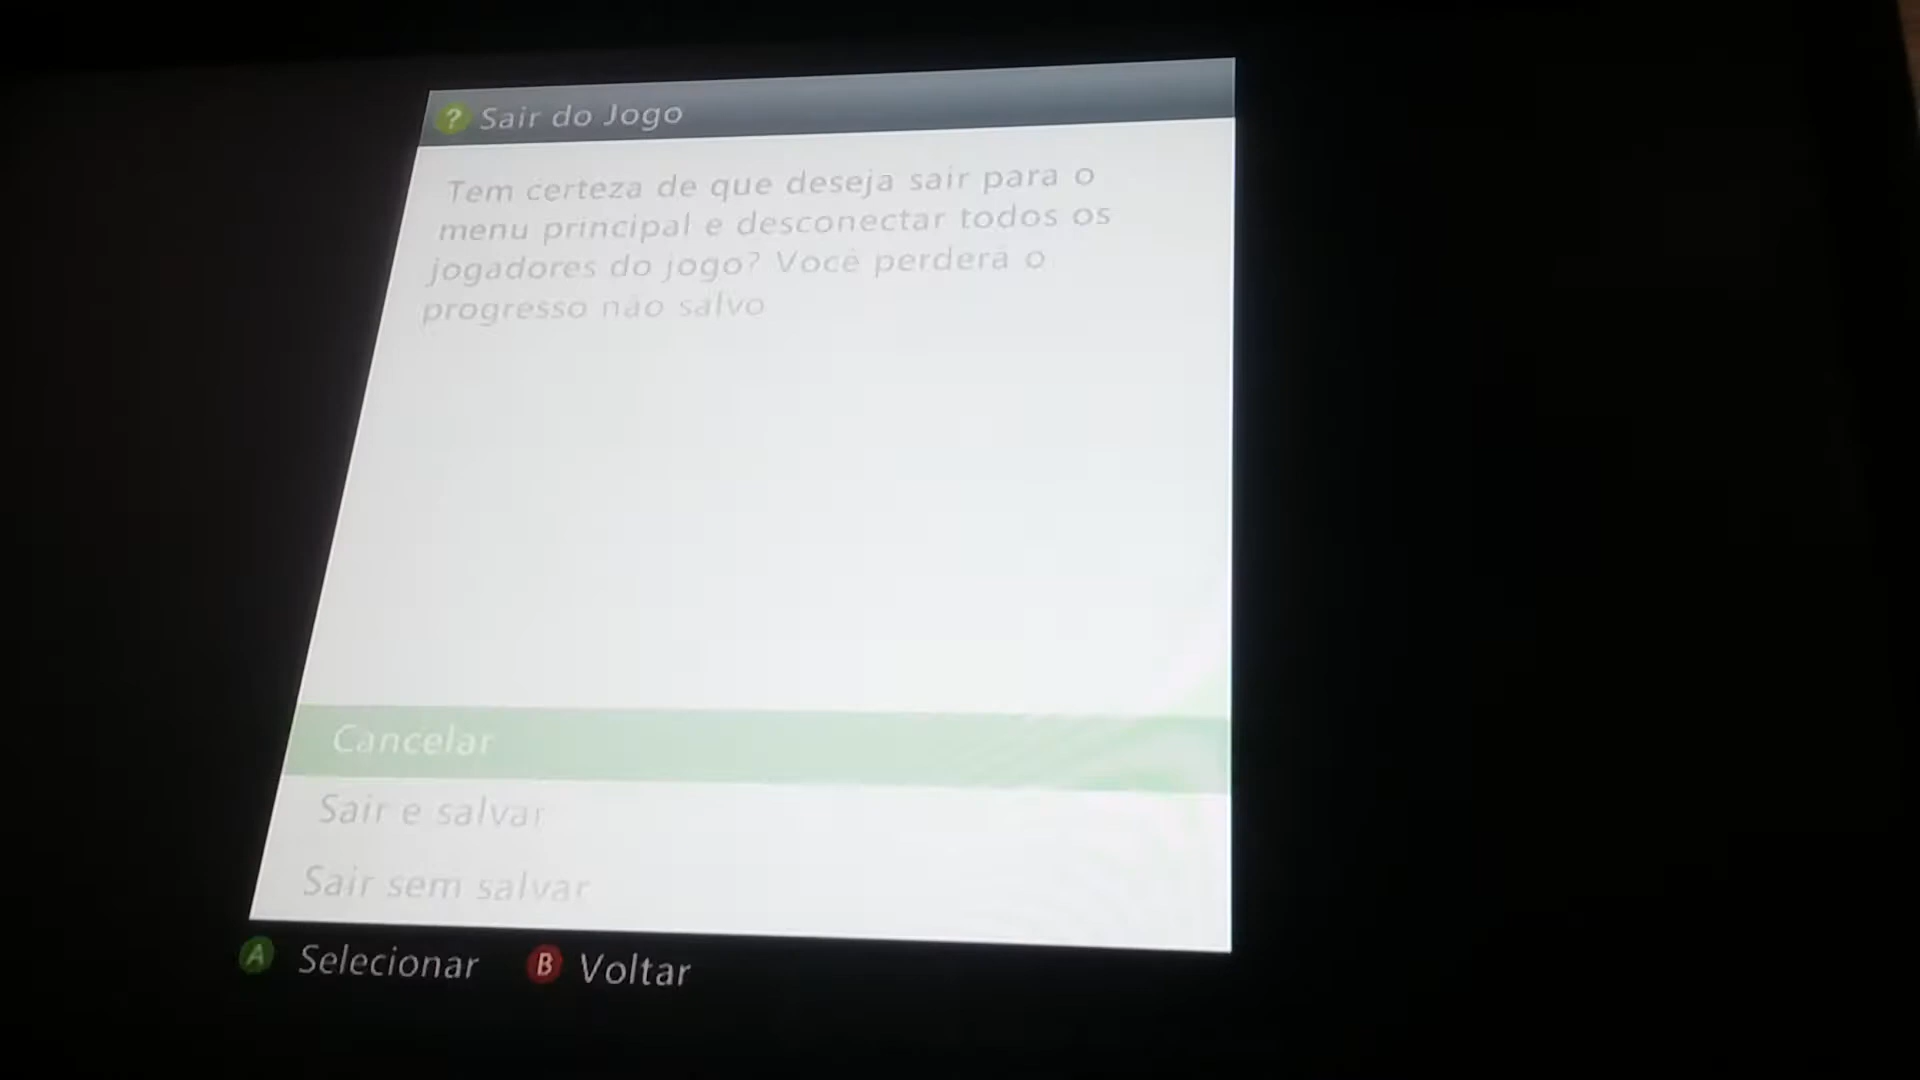 ? Sair do Jogo
Tem certeza de que deseja sair para o
menu principal e desconectar todos os
jogadores do jogo? Você perderá o
progresso não salvo
Cancelar
Sair e salvar
Sair sem salvar
A Selecionar B Voltar